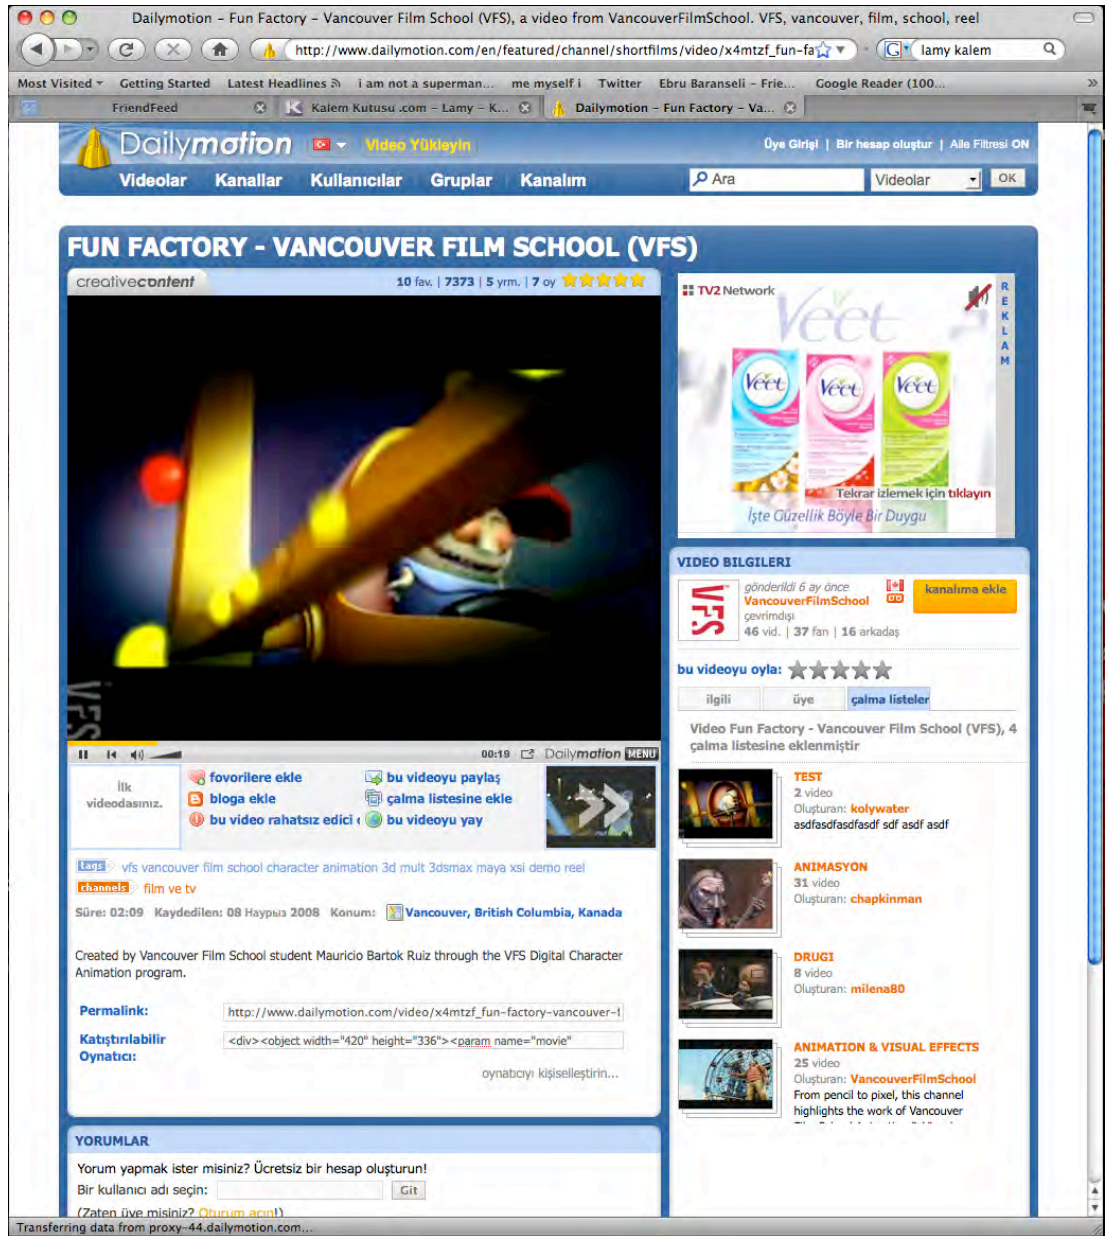 Dailymotion – Fun Factory – Vancouver Film School (VFS), a video from VancouverFilmSchool. VFS, vancouver, film, school, reel
http://www.dailymotion.com/en/featured/channel/shortfilms/video/x4mtzf_fun-fa
lamy kalem
Most Visited Getting Started Latest Headlines i am not a superman... me myself i Twitter Ebru Baranseli – Frie... Google Reader (100... »
FriendFeed Kalem Kutusu .com – Lamy – K... Dailymotion – Fun Factory – Va...
Dailymotion Video Yükleyin Üye Girişi | Bir hesap oluştur | Aile Filtresi ON
Videolar Kanallar Kullanıcılar Gruplar Kanalım Ara Videolar OK
FUN FACTORY - VANCOUVER FILM SCHOOL (VFS)
creativecontent 10 fav. | 7373 | 5 yrm. | 7 oy
VFS
00:19 Dailymotion MENU
İlk videodasınız.
fovorilere ekle
bu videoyu paylaş
bloga ekle
çalma listesine ekle
bu video rahatsız edici
bu videoyu yay
tags vfs vancouver film school character animation 3d mult 3dsmax maya xsi demo reel
channels film ve tv
Süre: 02:09 Kaydedilen: 08 Наурыз 2008 Konum: Vancouver, British Columbia, Kanada
Created by Vancouver Film School student Mauricio Bartok Ruiz through the VFS Digital Character
Animation program.
Permalink: http://www.dailymotion.com/video/x4mtzf_fun-factory-vancouver-f
Katıştırılabilir
Oynatıcı: <div><object width="420" height="336"><param name="movie"
oynatıcıyı kişiselleştirin...
YORUMLAR
Yorum yapmak ister misiniz? Ücretsiz bir hesap oluşturun!
Bir kullanıcı adı seçin: Git
(Zaten üye misiniz? Oturum açın!)
TV2 Network
REKLAM
Veet
Veet Veet Veet
Tekrar izlemek için tıklayın
İşte Güzellik Böyle Bir Duygu
VIDEO BILGILERI
VFS
gönderildi 6 ay önce
VancouverFilmSchool
çevrimdışı
46 vid. | 37 fan | 16 arkadaş
kanalıma ekle
bu videoyu oyla:
ilgili üye çalma listeler
Video Fun Factory - Vancouver Film School (VFS), 4
çalma listesine eklenmiştir
TEST
2 video
Oluşturan: kolywater
asdfasdfasdfasdf sdf asdf asdf
ANIMASYON
31 video
Oluşturan: chapkinman
DRUGI
8 video
Oluşturan: milena80
ANIMATION & VISUAL EFFECTS
25 video
Oluşturan: VancouverFilmSchool
From pencil to pixel, this channel
highlights the work of Vancouver
Transferring data from proxy-44.dailymotion.com...